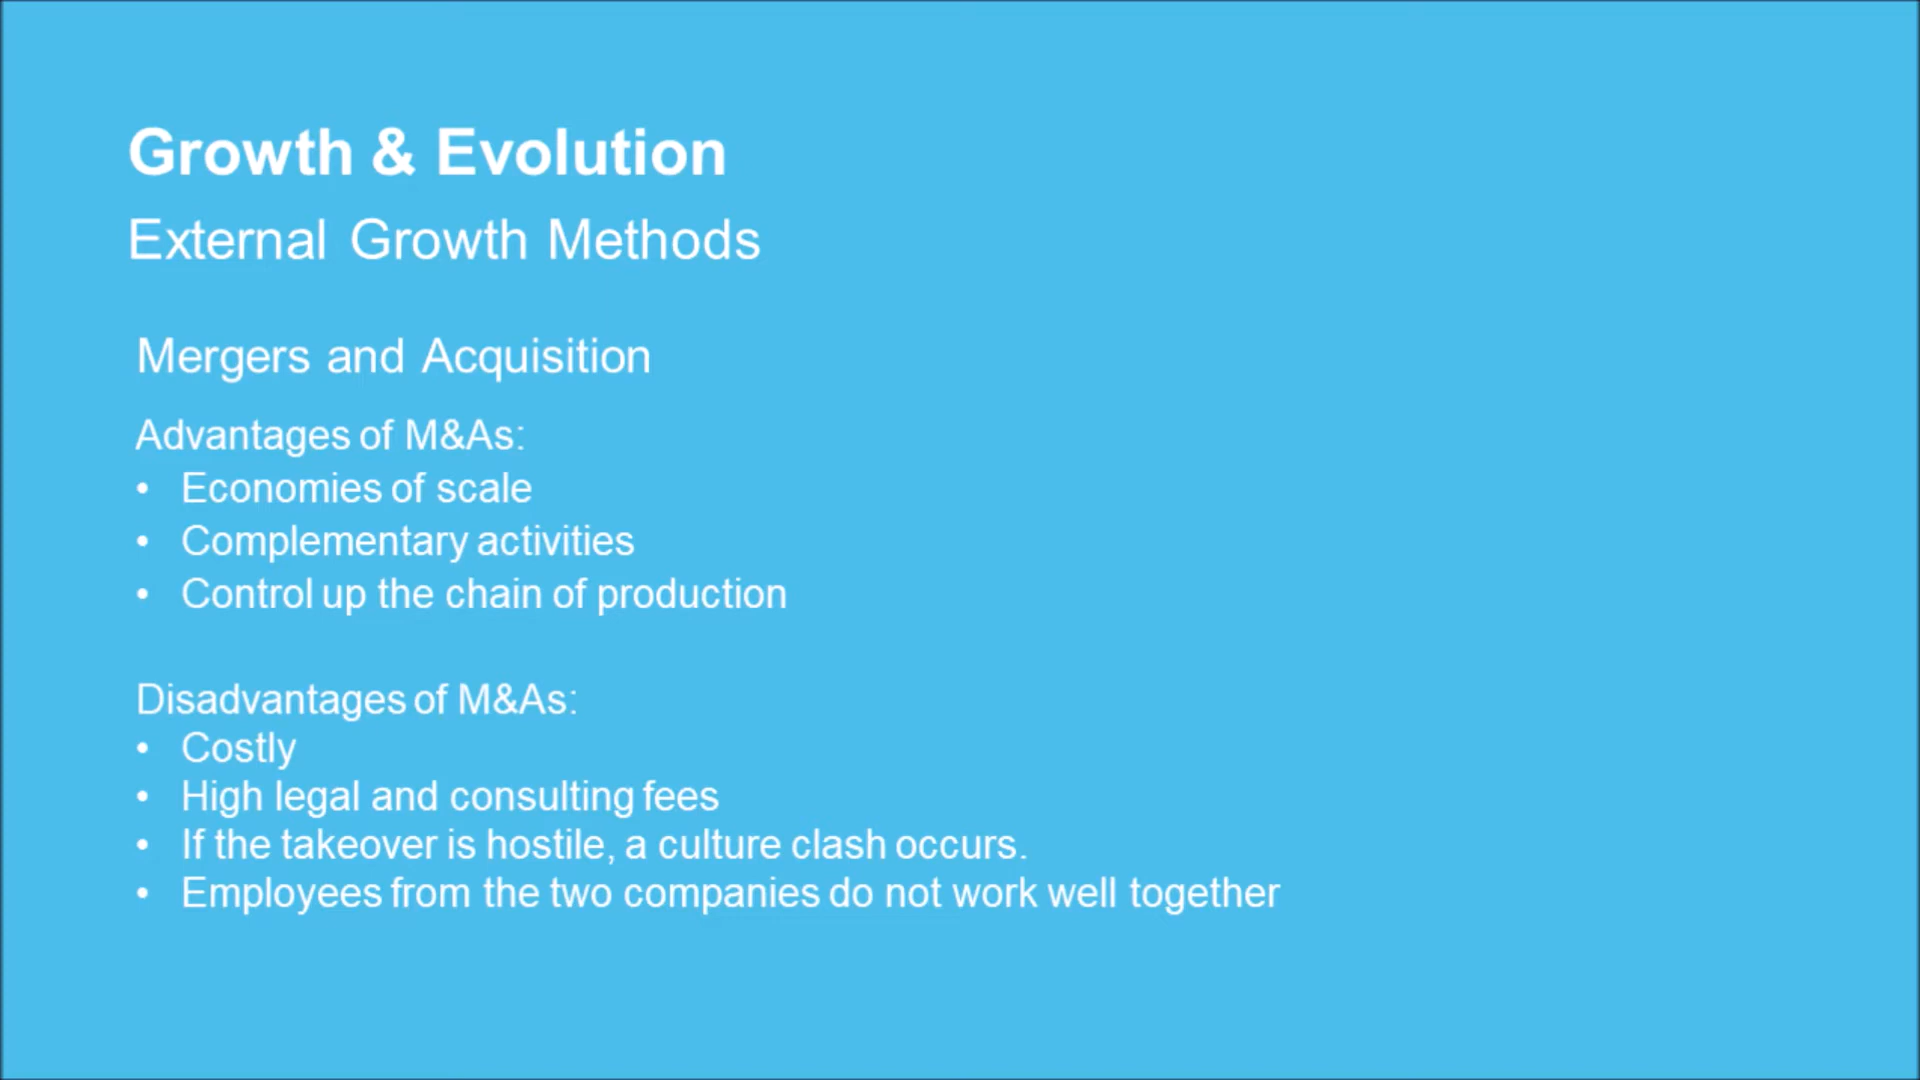 Growth & Evolution
External Growth Methods
Mergers and Acquisition
Advantages of M&As:
• Economies of scale
• Complementary activities
• Control up the chain of production
Disadvantages of M&As:
• Costly
• High legal and consulting fees
• If the takeover is hostile, a culture clash occurs.
• Employees from the two companies do not work well together